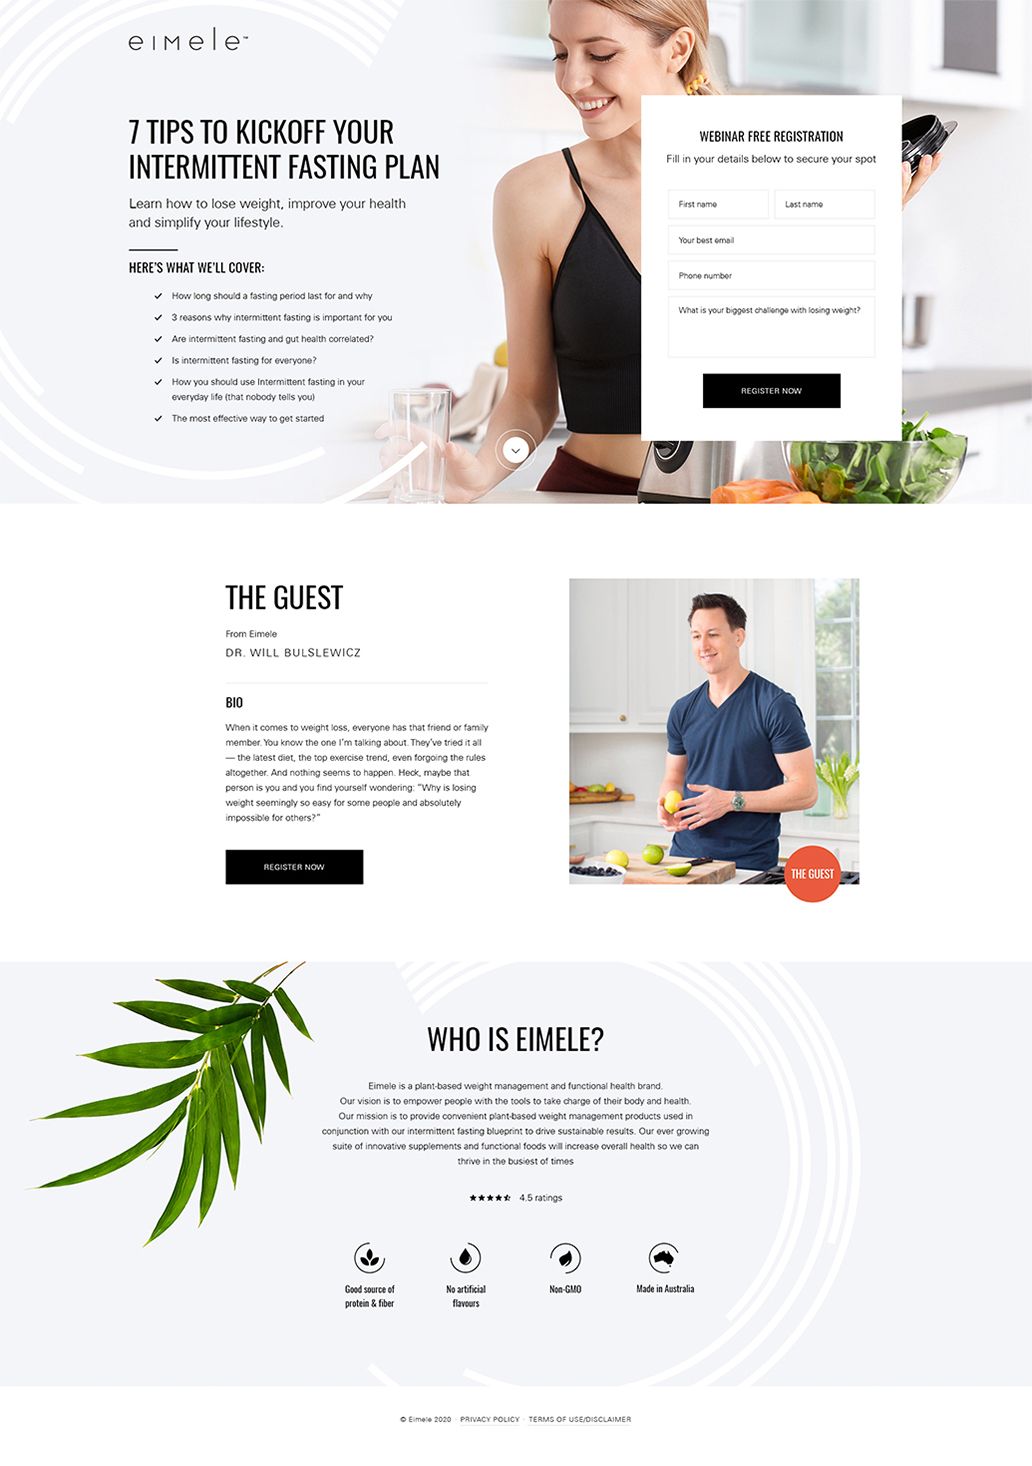 eimele™
7 TIPS TO KICKOFF YOUR
INTERMITTENT FASTING PLAN
Learn how to lose weight, improve your health
and simplify your lifestyle.
HERE'S WHAT WE'LL COVER:
How long should a fasting period last for and why
3 reasons why intermittent fasting is important for you
Are intermittent fasting and gut health correlated?
Is intermittent fasting for everyone?
How you should use Intermittent fasting in your
everyday life (that nobody tells you)
The most effective way to get started
WEBINAR FREE REGISTRATION
Fill in your details below to secure your spot
First name
Last name
Your best email
Phone number
What is your biggest challenge with losing weight?
REGISTER NOW
THE GUEST
From Eimele
DR. WILL BULSLEWICZ
BIO
When it comes to weight loss, everyone has that friend or family
member. You know the one I'm talking about. They've tried it all
— the latest diet, the top exercise trend, even forgoing the rules
altogether. And nothing seems to happen. Heck, maybe that
person is you and you find yourself wondering: "Why is losing
weight seemingly so easy for some people and absolutely
impossible for others?"
REGISTER NOW
THE GUEST
WHO IS EIMELE?
Eimele is a plant-based weight management and functional health brand.
Our vision is to empower people with the tools to take charge of their body and health.
Our mission is to provide convenient plant-based weight management products used in
conjunction with our intermittent fasting blueprint to drive sustainable results. Our ever growing
suite of innovative supplements and functional foods will increase overall health so we can
thrive in the busiest of times
4.5 ratings
Good source of
protein & fiber
No artificial
flavours
Non-GMO
Made in Australia
© Eimele 2020 · PRIVACY POLICY · TERMS OF USE/DISCLAIMER